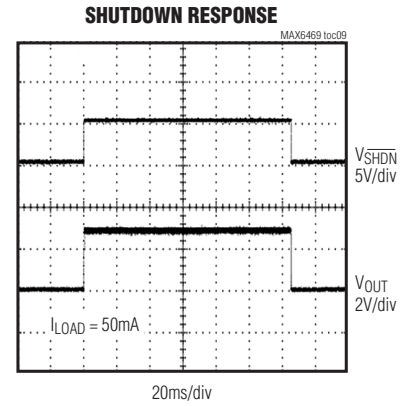 SHUTDOWN RESPONSE
MAX6469 toc09
VSHDN
5V/div
VOUT
2V/div
ILOAD = 50mA
20ms/div